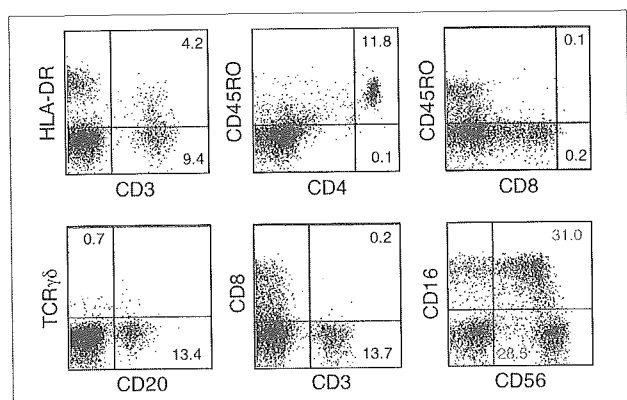 HLA-DR
4.2
9.4
CD3
CD45RO
11.8
0.1
CD4
CD45RO
0.1
0.2
CD8
TCRγδ
0.7
13.4
CD20
CD8
0.2
13.7
CD3
CD16
31.0
28.5
CD56